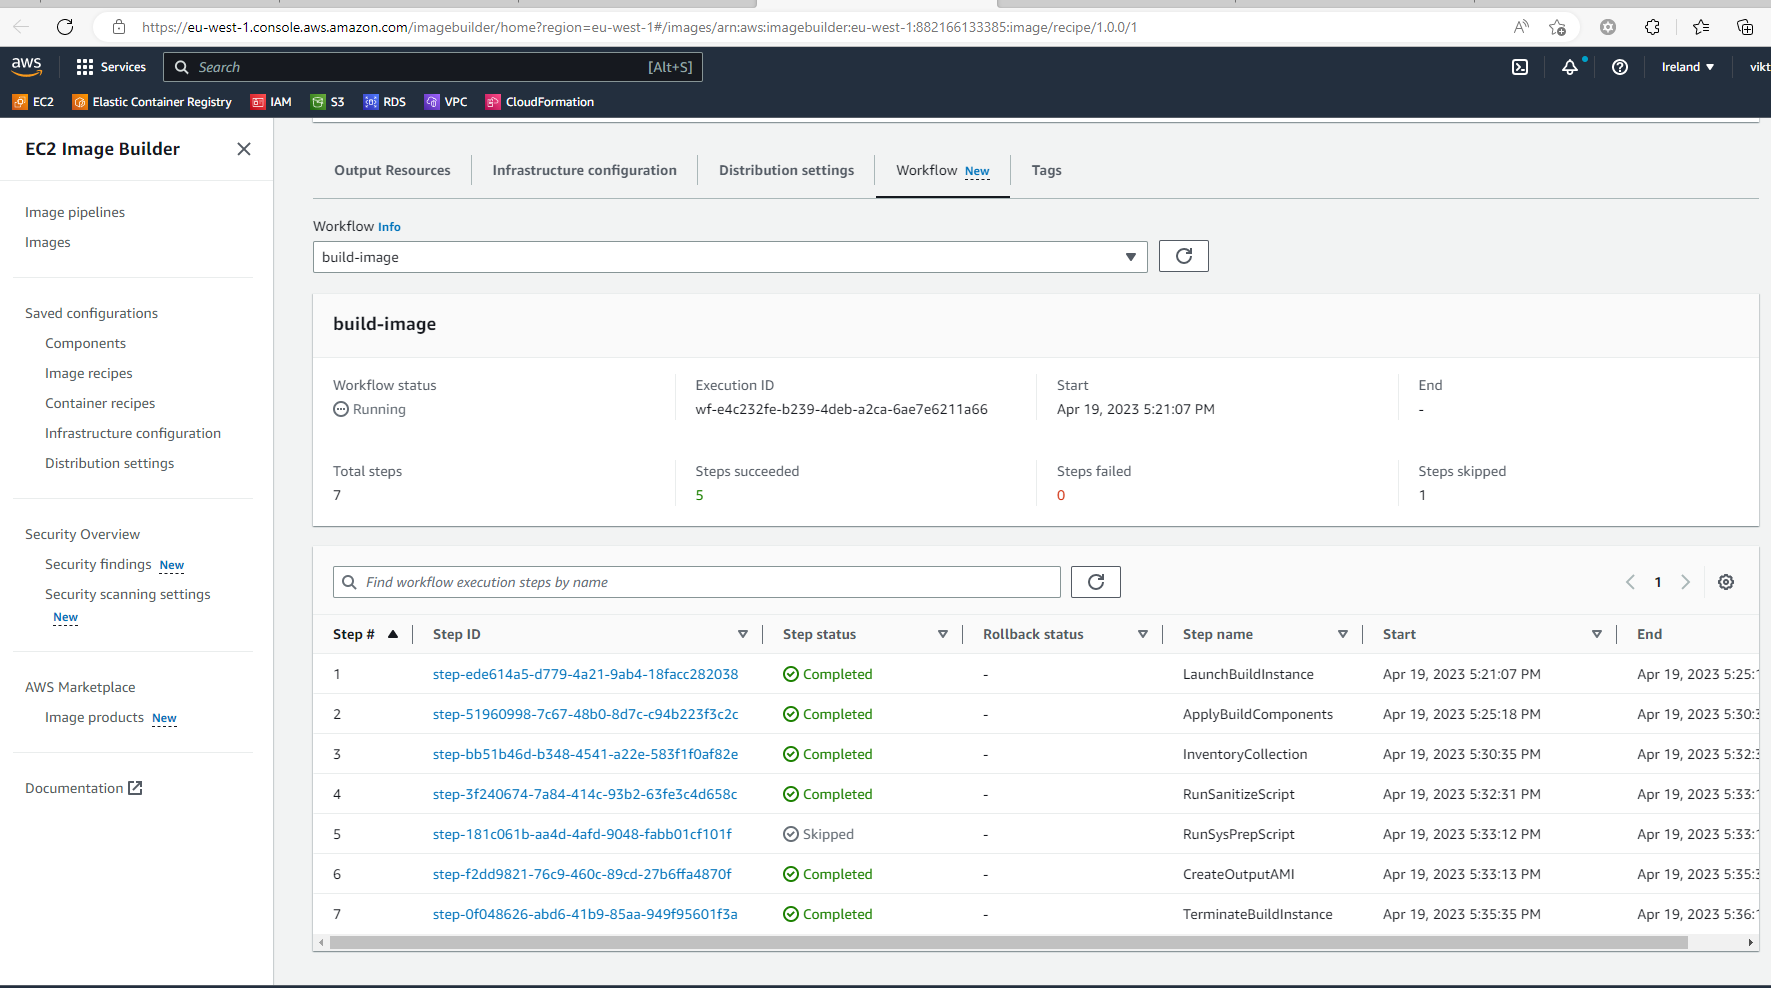 https://eu-west-1.console.aws.amazon.com/imagebuilder/home?region=eu-west-1#/images/arn:aws:imagebuilder:eu-west-1:882166133385:image/recipe/1.0.0/1
aws Services Search [Alt+S] Ireland vikt
EC2 Elastic Container Registry IAM S3 RDS VPC CloudFormation
EC2 Image Builder
Image pipelines
Images
Saved configurations
Components
Image recipes
Container recipes
Infrastructure configuration
Distribution settings
Security Overview
Security findings New
Security scanning settings
New
AWS Marketplace
Image products New
Documentation
Output Resources Infrastructure configuration Distribution settings Workflow New Tags
Workflow Info
build-image
build-image
Workflow status Execution ID Start End
Running wf-e4c232fe-b239-4deb-a2ca-6ae7e6211a66 Apr 19, 2023 5:21:07 PM -
Total steps Steps succeeded Steps failed Steps skipped
7 5 0 1
Find workflow execution steps by name 1
Step # Step ID Step status Rollback status Step name Start End
1 step-ede614a5-d779-4a21-9ab4-18facc282038 Completed - LaunchBuildInstance Apr 19, 2023 5:21:07 PM Apr 19, 2023 5:25:1
2 step-51960998-7c67-48b0-8d7c-c94b223f3c2c Completed - ApplyBuildComponents Apr 19, 2023 5:25:18 PM Apr 19, 2023 5:30:3
3 step-bb51b46d-b348-4541-a22e-583f1f0af82e Completed - InventoryCollection Apr 19, 2023 5:30:35 PM Apr 19, 2023 5:32:3
4 step-3f240674-7a84-414c-93b2-63fe3c4d658c Completed - RunSanitizeScript Apr 19, 2023 5:32:31 PM Apr 19, 2023 5:33:1
5 step-181c061b-aa4d-4afd-9048-fabb01cf101f Skipped - RunSysPrepScript Apr 19, 2023 5:33:12 PM Apr 19, 2023 5:33:1
6 step-f2dd9821-76c9-460c-89cd-27b6ffa4870f Completed - CreateOutputAMI Apr 19, 2023 5:33:13 PM Apr 19, 2023 5:35:3
7 step-0f048626-abd6-41b9-85aa-949f95601f3a Completed - TerminateBuildInstance Apr 19, 2023 5:35:35 PM Apr 19, 2023 5:36:1